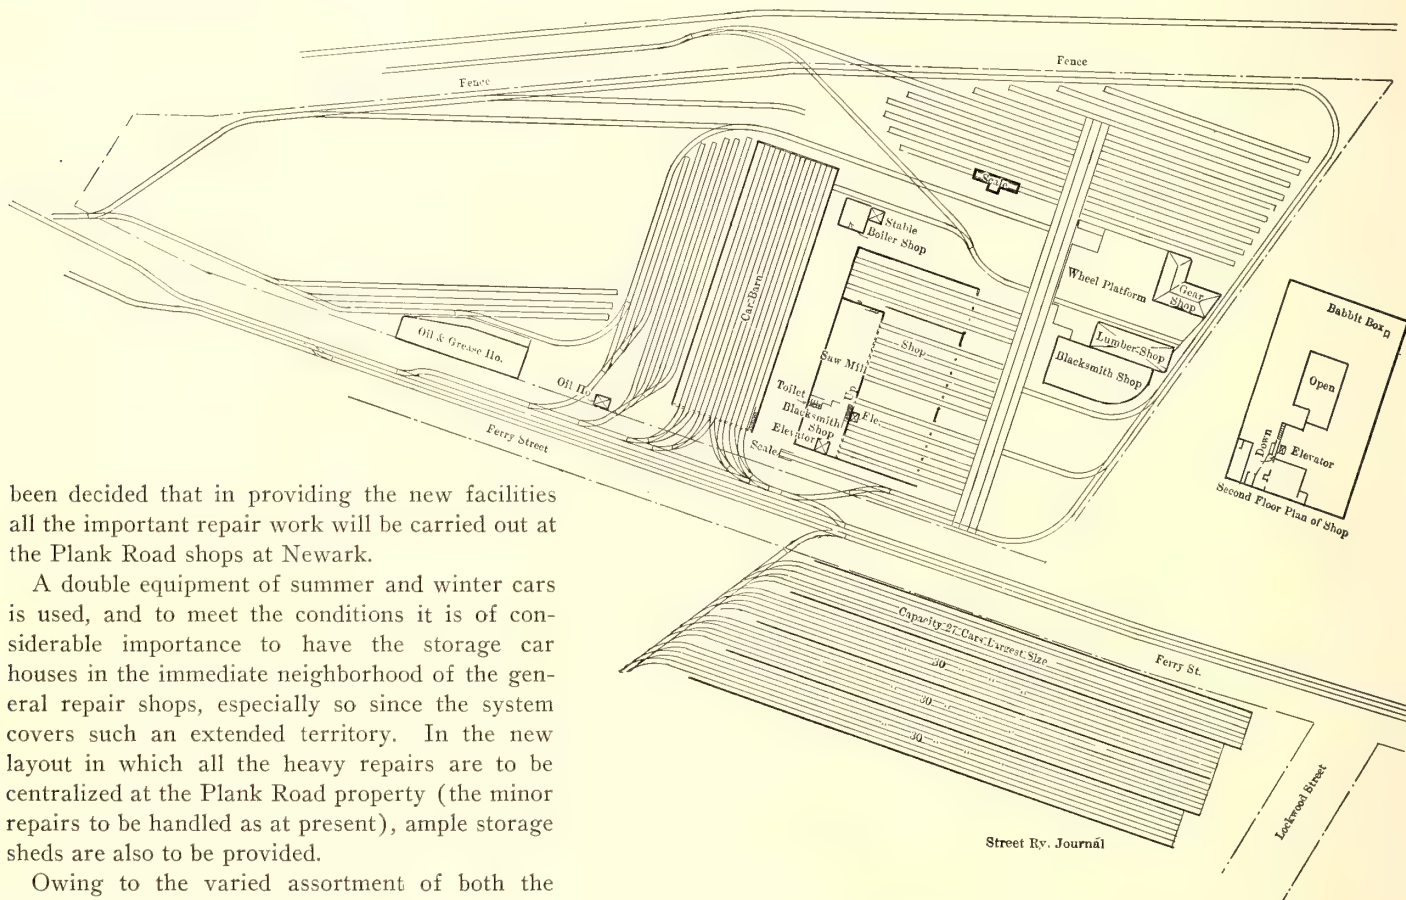 Fence
Fence
Scale
Stable
Boiler Shop
Wheel Platform
Gear
Shop
Lumber Shop
Blacksmith Shop
Car Barn
Shop
Saw Mill
Up
Toilet
Ele.
Blacksmith
Shop
Elevator
Scale
Oil & Grease Ho.
Oil Ho.
Ferry Street
Babbit Box
Open
Down
Elevator
Second Floor Plan of Shop
been decided that in providing the new facilities
all the important repair work will be carried out at
the Plank Road shops at Newark.
A double equipment of summer and winter cars
is used, and to meet the conditions it is of con-
siderable importance to have the storage car
houses in the immediate neighborhood of the gen-
eral repair shops, especially so since the system
covers such an extended territory. In the new
layout in which all the heavy repairs are to be
centralized at the Plank Road property (the minor
repairs to be handled as at present), ample storage
sheds are also to be provided.
Owing to the varied assortment of both the
Capacity 27 Cars Largest Size
30 " " "
30 " " "
30 " " "
Ferry St.
Lockwood Street
Street Ry. Journal